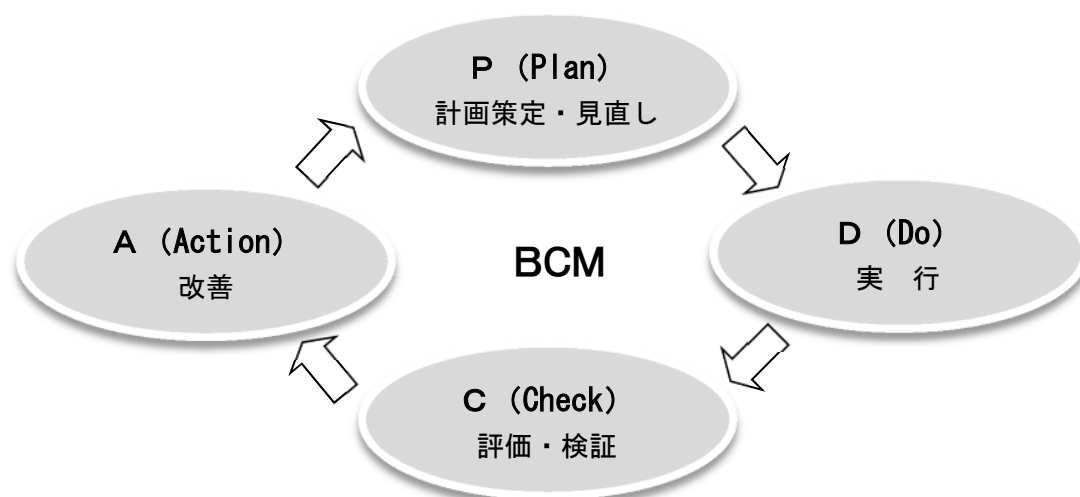 P (Plan)
計画策定・見直し
A (Action)
改善
BCM
D (Do)
実　行
C (Check)
評価・検証